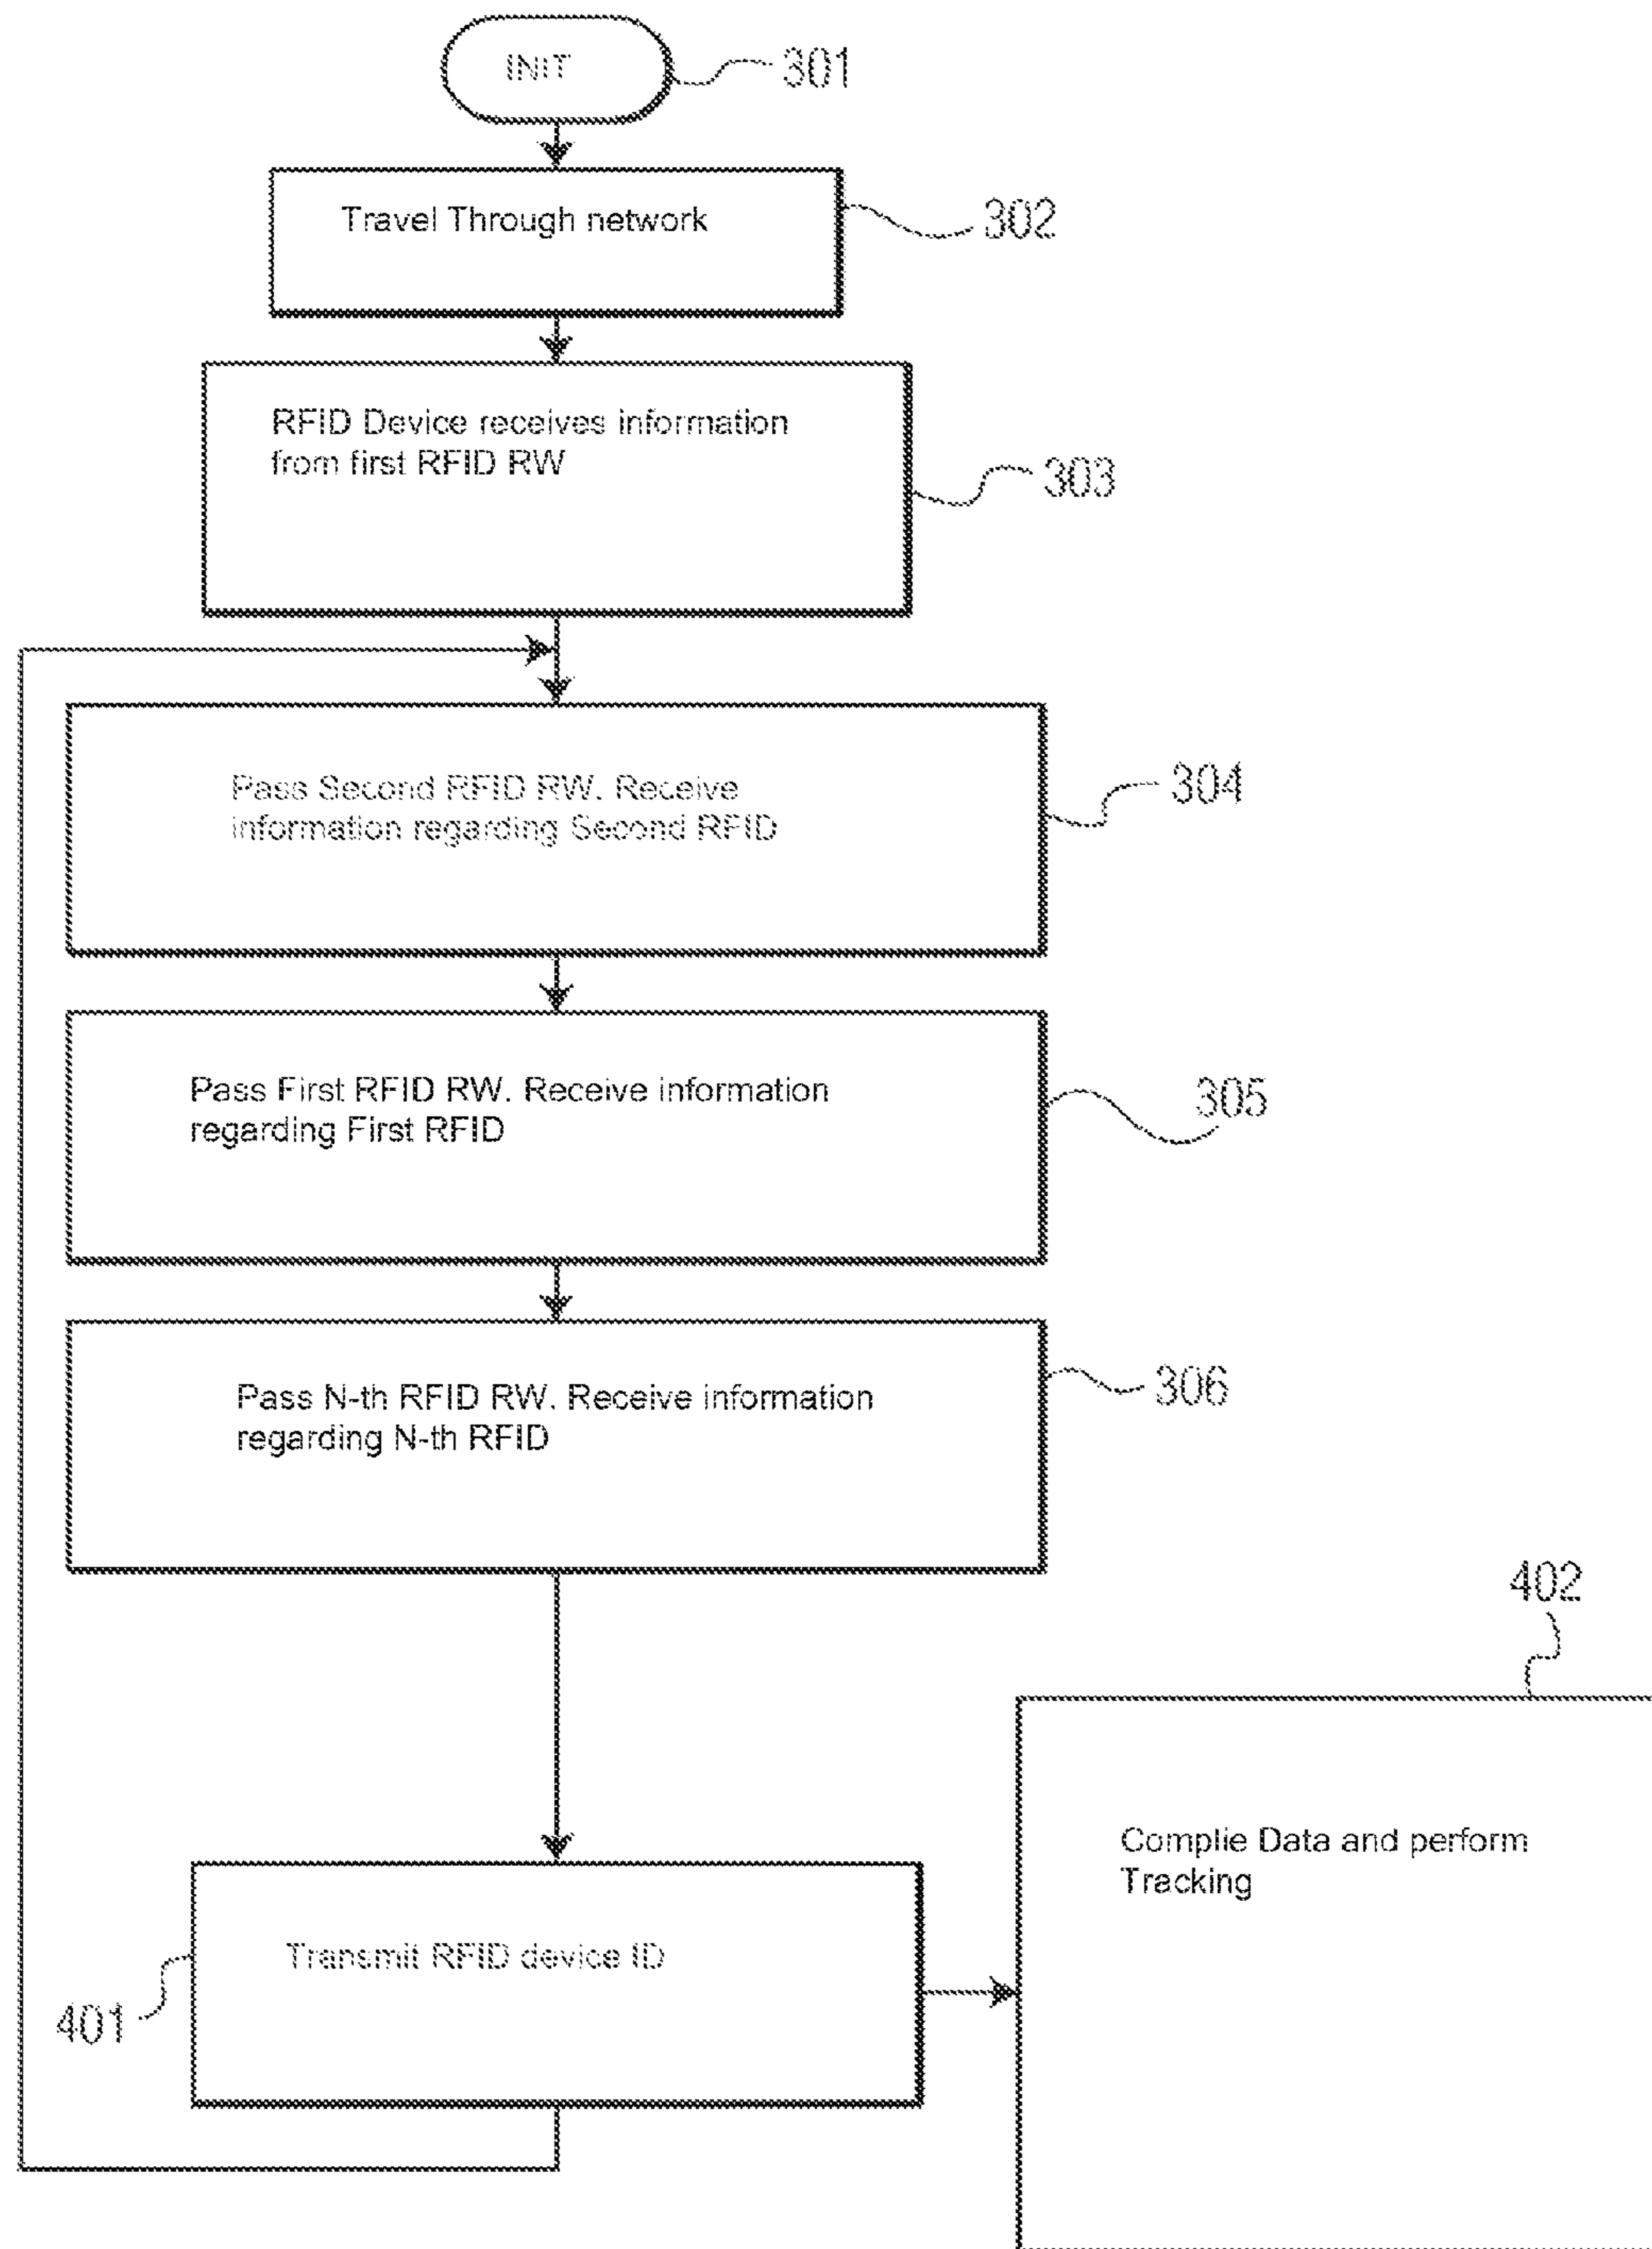 INIT
301
Travel Through network
302
RFID Device receives information
from first RFID RW
303
Pass Second RFID RW. Receive
information regarding Second RFID
304
Pass First RFID RW. Receive information
regarding First RFID
305
Pass N-th RFID RW. Receive information
regarding N-th RFID
306
402
Complie Data and perform
Tracking
Transmit RFID device ID
401